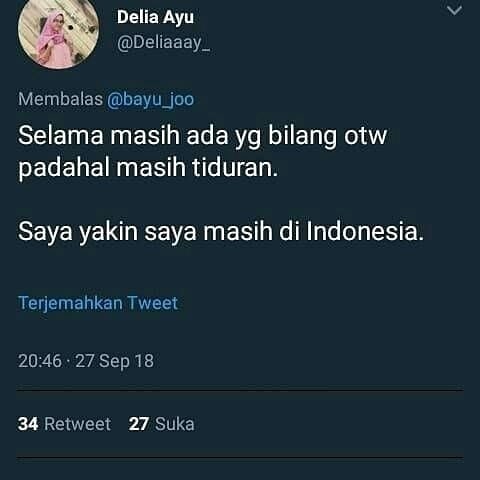 Delia Ayu
@Deliaaay_
Membalas @bayu_joo
Selama masih ada yg bilang otw
padahal masih tiduran.
Saya yakin saya masih di Indonesia.
Terjemahkan Tweet
20:46 · 27 Sep 18
34 Retweet 27 Suka